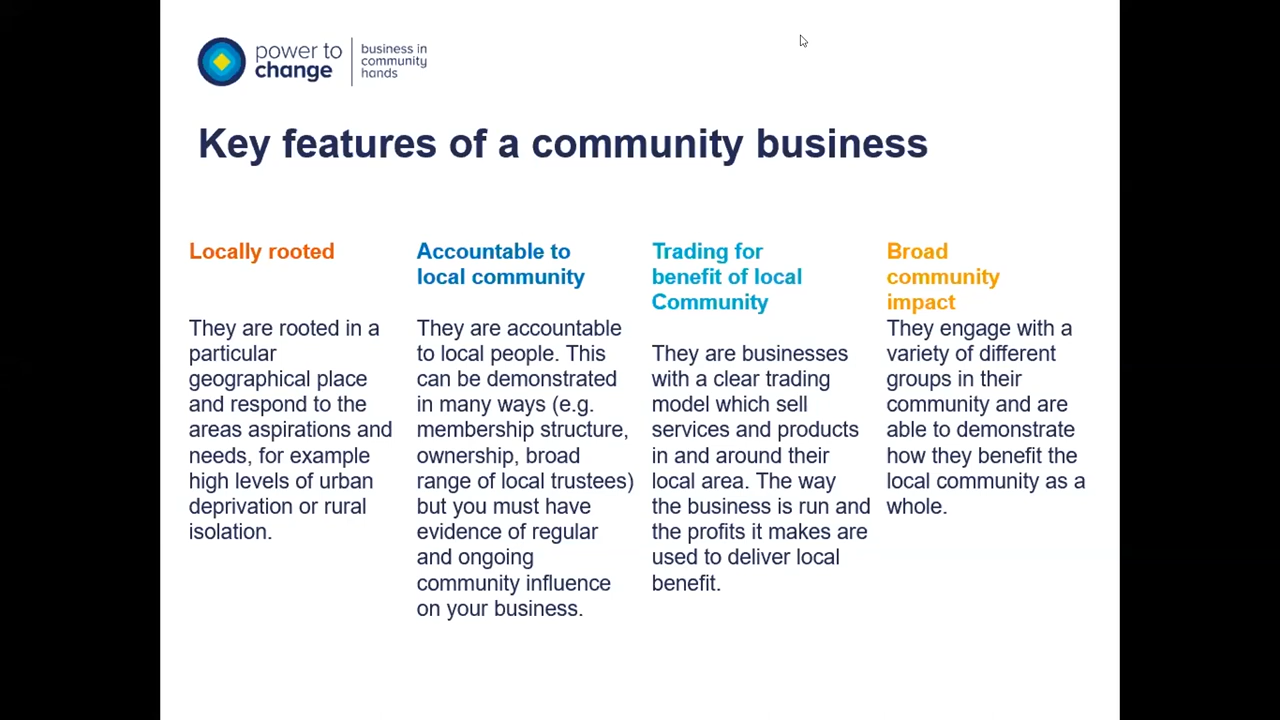 power to
change
business in
community
hands
Key features of a community business
Locally rooted
They are rooted in a
particular
geographical place
and respond to the
areas aspirations and
needs, for example
high levels of urban
deprivation or rural
isolation.
Accountable to
local community
They are accountable
to local people. This
can be demonstrated
in many ways (e.g.
membership structure,
ownership, broad
range of local trustees)
but you must have
evidence of regular
and ongoing
community influence
on your business.
Trading for
benefit of local
Community
They are businesses
with a clear trading
model which sell
services and products
in and around their
local area. The way
the business is run and
the profits it makes are
used to deliver local
benefit.
Broad
community
impact
They engage with a
variety of different
groups in their
community and are
able to demonstrate
how they benefit the
local community as a
whole.